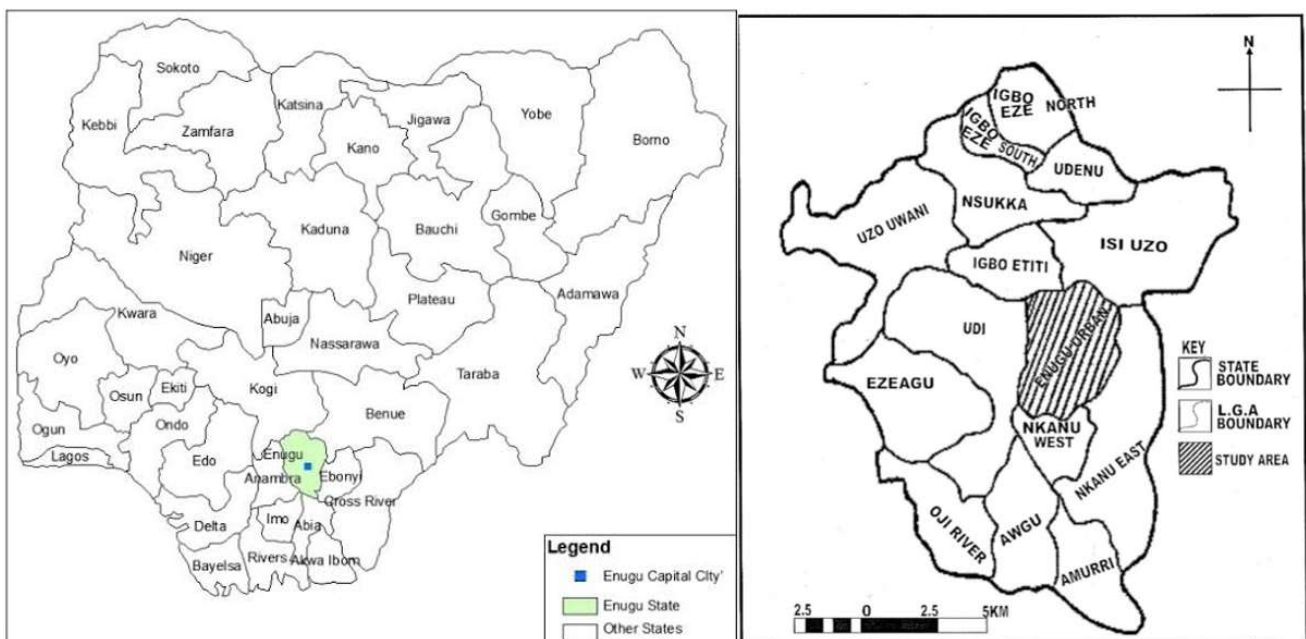 Sokoto
Katsina
Kebbi
Zamfara
Kano
Jigawa
Yobe
Borno
Niger
Kaduna
Bauchi
Gombe
Adamawa
Kwara
Abuja
Plateau
Nassarawa
Taraba
Oyo
Osun
Ekiti
Kogi
Benue
Ogun
Ondo
Lagos
Edo
Enugu
Anambra
Ebonyi
Cross River
Delta
Imo
Abia
Bayelsa
Rivers
Akwa Ibom
N
W
E
S
Legend
Enugu Capital City'
Enugu State
Other States
N
IGBO
EZE
NORTH
IGBO
EZE
SOUTH
UDENU
UZO UWANI
NSUKKA
ISI UZO
IGBO ETITI
UDI
ENUGU URBAN
EZEAGU
NKANU
WEST
NKANU EAST
OJI RIVER
AWGU
AMURRI
KEY
STATE
BOUNDARY
L.G.A
BOUNDARY
STUDY AREA
2.5
0
2.5
5KM